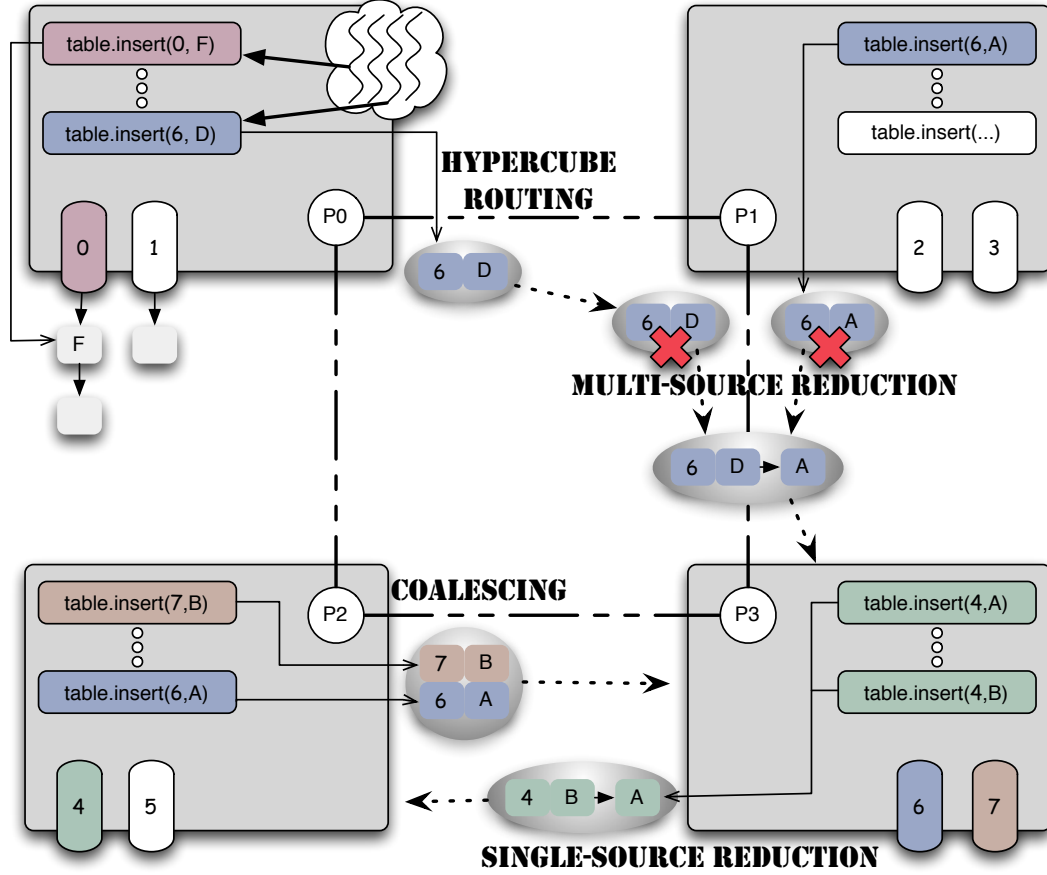 table.insert(0, F)
table.insert(6, D)
table.insert(6,A)
table.insert(...)
HYPERCUBE
ROUTING
P0
P1
0
1
2
3
6 D
6 D
6 A
F
MULTI-SOURCE REDUCTION
6 D A
table.insert(7,B)
table.insert(6,A)
COALESCING
P2
P3
table.insert(4,A)
table.insert(4,B)
7 B
6 A
4
5
4 B A
6
7
SINGLE-SOURCE REDUCTION